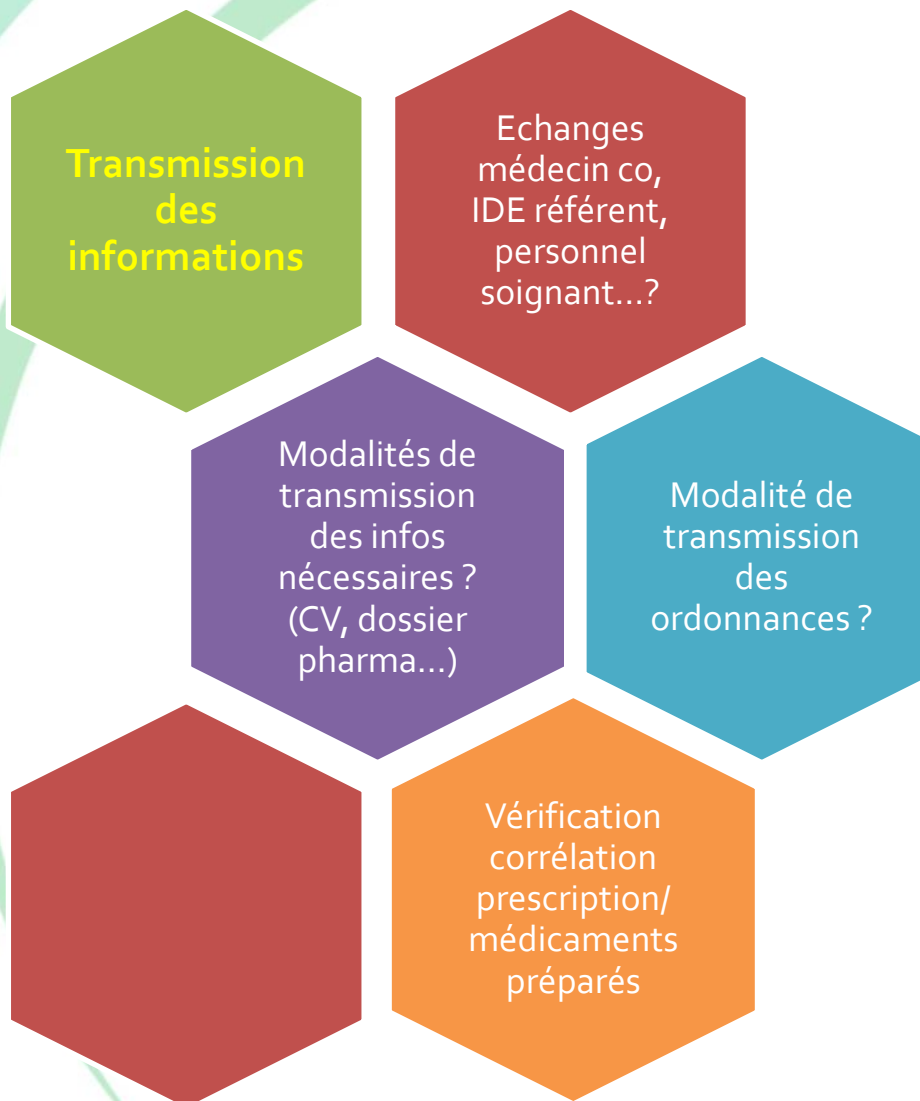 Transmission
des
informations
Echanges
médecin co,
IDE référent,
personnel
soignant...?
Modalités de
transmission
des infos
nécessaires ?
(CV, dossier
pharma...)
Modalité de
transmission
des
ordonnances ?
Vérification
corrélation
prescription/
médicaments
préparés